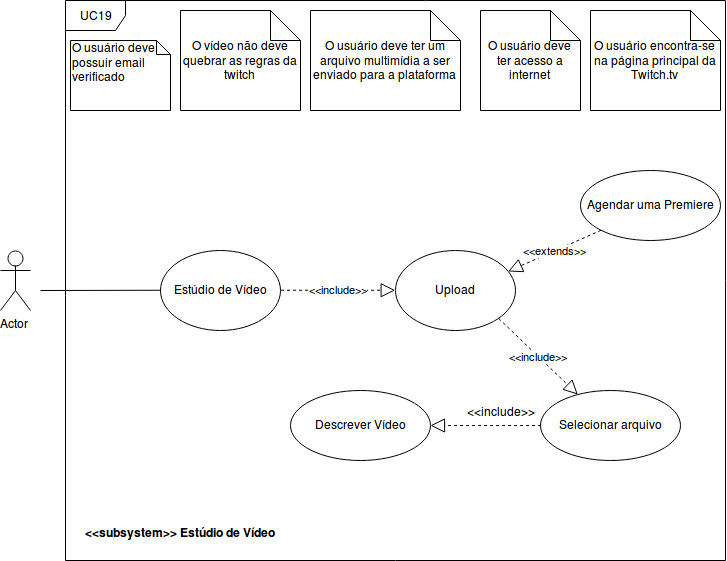 UC19
O usuário deve
possuir email
verificado
O vídeo não deve
quebrar as regras da
twitch
O usuário deve ter um
arquivo multimídia a ser
enviado para a plataforma
O usuário deve
ter acesso a
internet
O usuário encontra-se
na página principal da
Twitch.tv
Agendar uma Premiere
<<extends>>
Actor
Estúdio de Vídeo
<<include>>
Upload
<<include>>
Descrever Vídeo
<<include>>
Selecionar arquivo
<<subsystem>> Estúdio de Vídeo